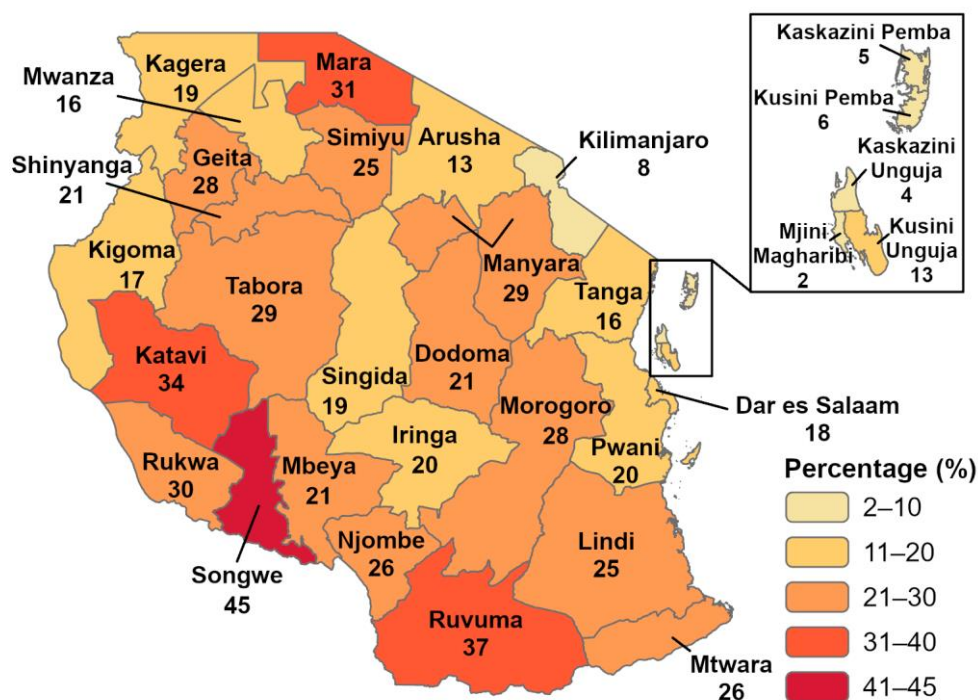 Kagera
19
Mwanza
16
Mara
31
Simiyu
25
Arusha
13
Kilimanjaro
8
Geita
28
Shinyanga
21
Kigoma
17
Tabora
29
Manyara
29
Tanga
16
Katavi
34
Singida
19
Dodoma
21
Morogoro
28
Dar es Salaam
18
Pwani
20
Rukwa
30
Mbeya
21
Iringa
20
Songwe
45
Njombe
26
Lindi
25
Ruvuma
37
Mtwara
26
Kaskazini Pemba
5
Kusini Pemba
6
Kaskazini
Unguja
4
Mjini
Magharibi
2
Kusini
Unguja
13
Percentage (%)
2–10
11–20
21–30
31–40
41–45